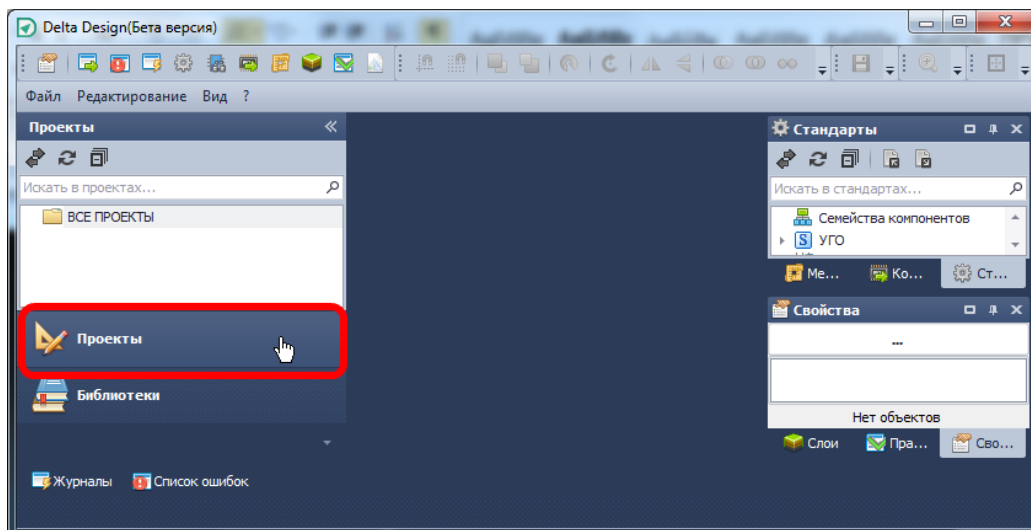 Delta Design(Бета версия)
Файл Редактирование Вид ?
Проекты
Искать в проектах...
ВСЕ ПРОЕКТЫ
Проекты
Библиотеки
Журналы Список ошибок
Стандарты
Искать в стандартах...
Семейства компонентов
S УГО
Ме... Ко... Ст...
Свойства
...
Нет объектов
Слои Пра... Сво...